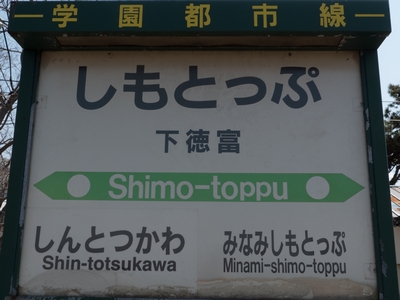 学園都市線
しもとっぷ
下徳富
Shimo-toppu
しんとつかわ
Shin-totsukawa
みなみしもとっぷ
Minami-shimo-toppu